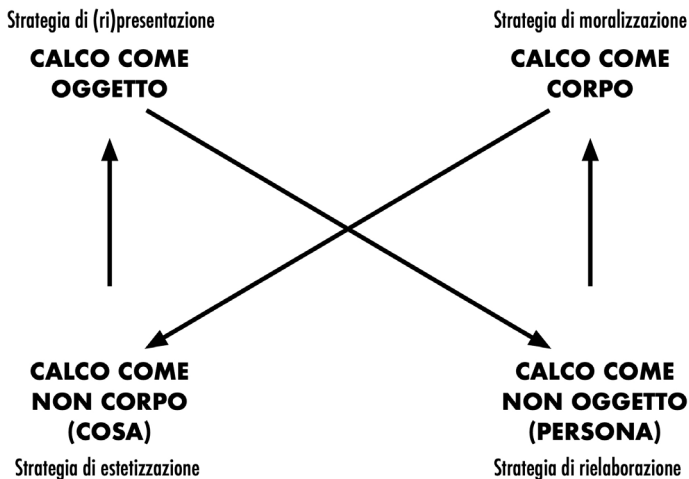 Strategia di (ri)presentazione
CALCO COME
OGGETTO
Strategia di moralizzazione
CALCO COME
CORPO
CALCO COME
NON CORPO
(COSA)
Strategia di estetizzazione
CALCO COME
NON OGGETTO
(PERSONA)
Strategia di rielaborazione